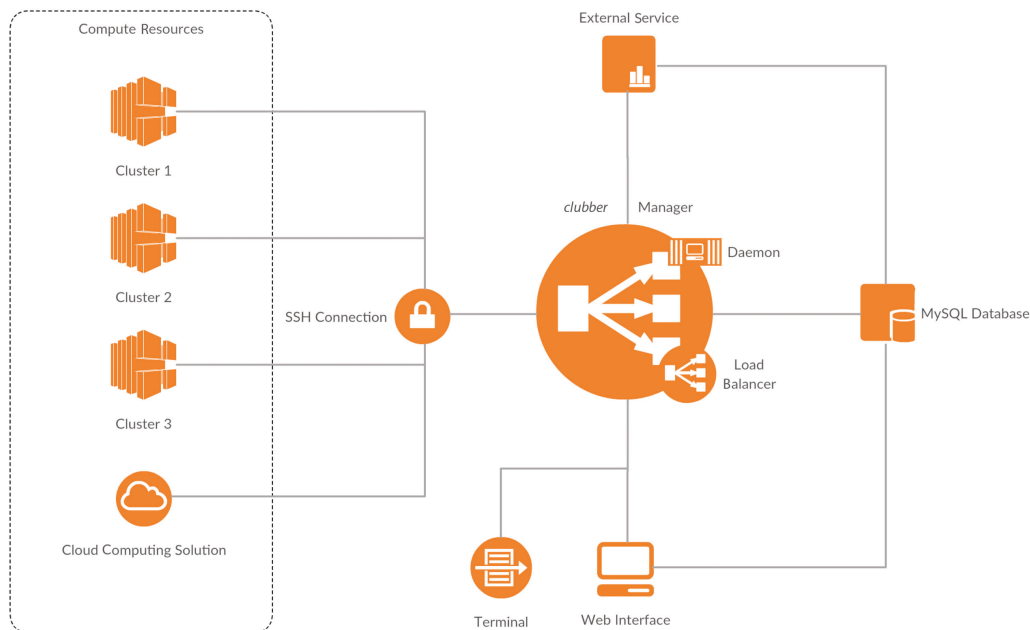 External Service
Compute Resources
Cluster 1
clubber Manager
Daemon
Cluster 2
SSH Connection
MySQL Database
Load
Balancer
Cluster 3
Cloud Computing Solution
Terminal
Web Interface